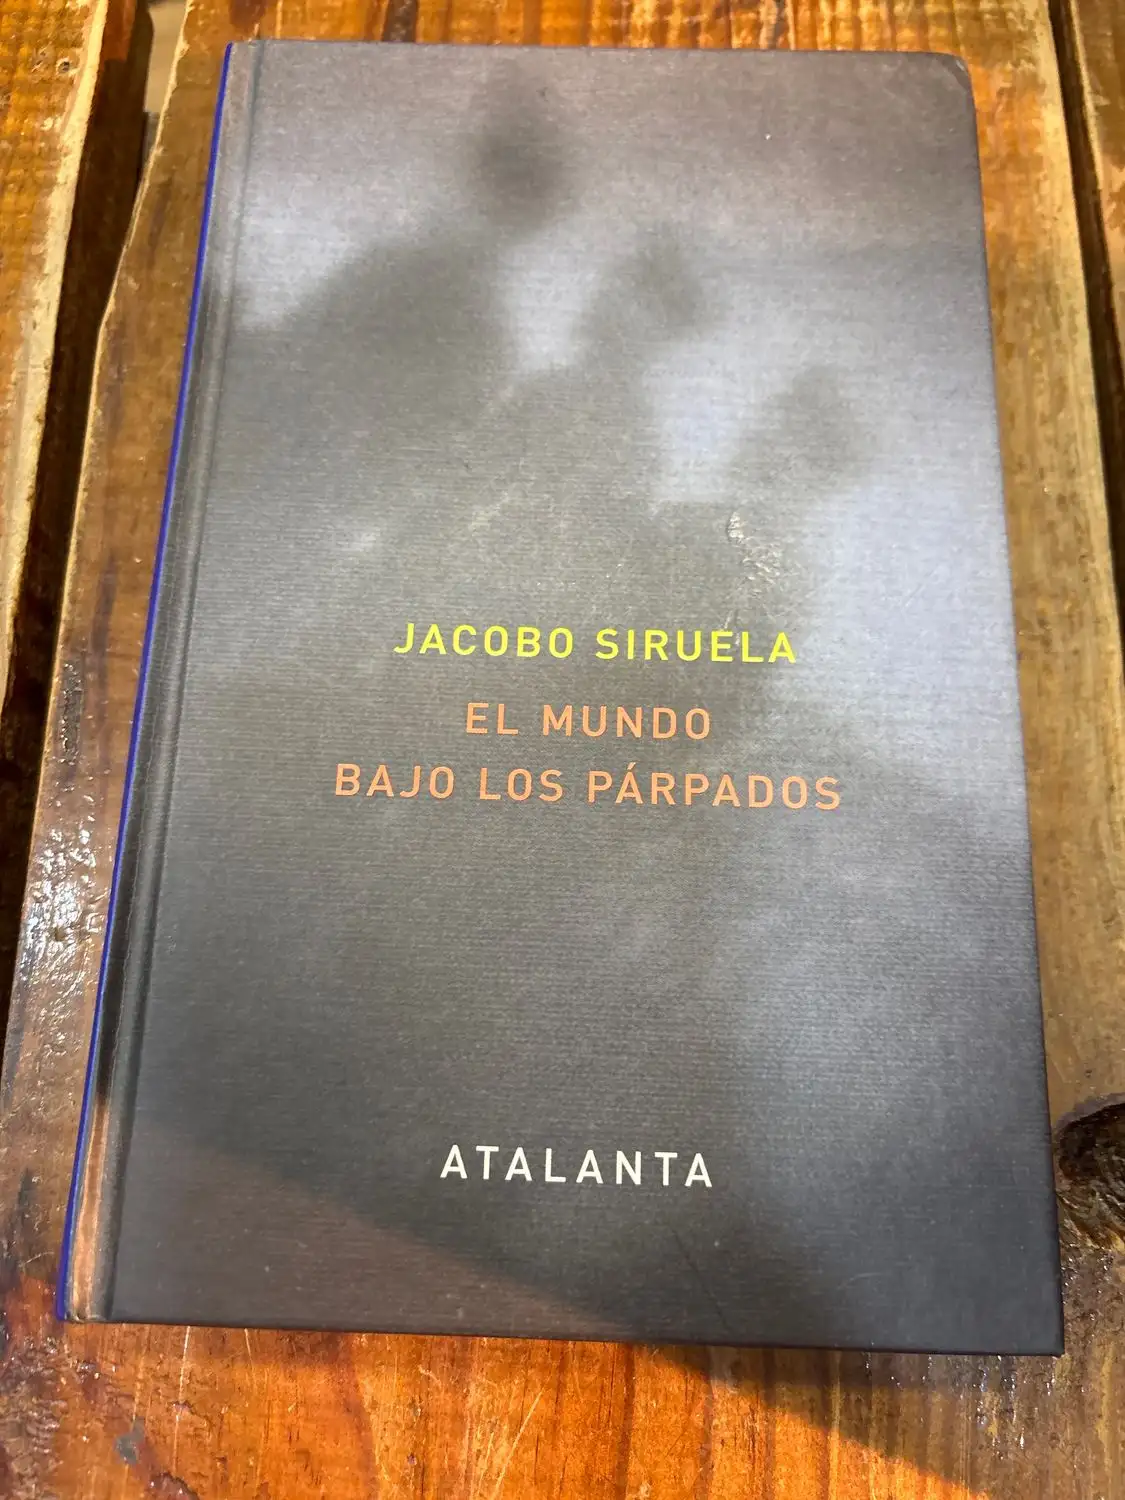 JACOBO SIRUELA
EL MUNDO
BAJO LOS PÁRPADOS
ATALANTA